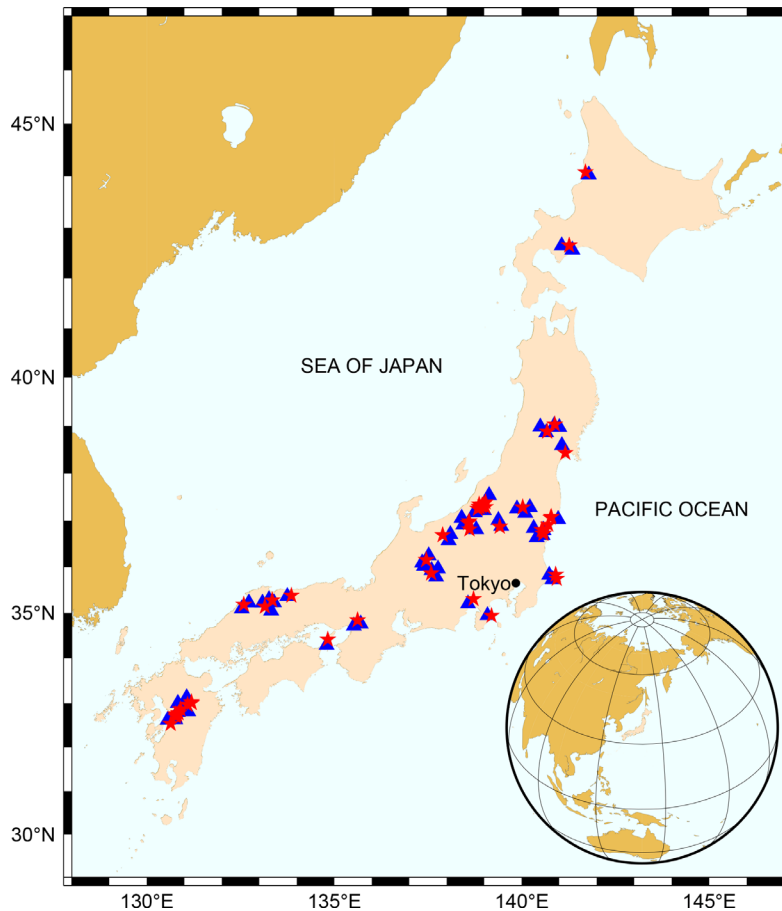 45°N
40°N
SEA OF JAPAN
PACIFIC OCEAN
Tokyo
35°N
30°N
130°E
135°E
140°E
145°E